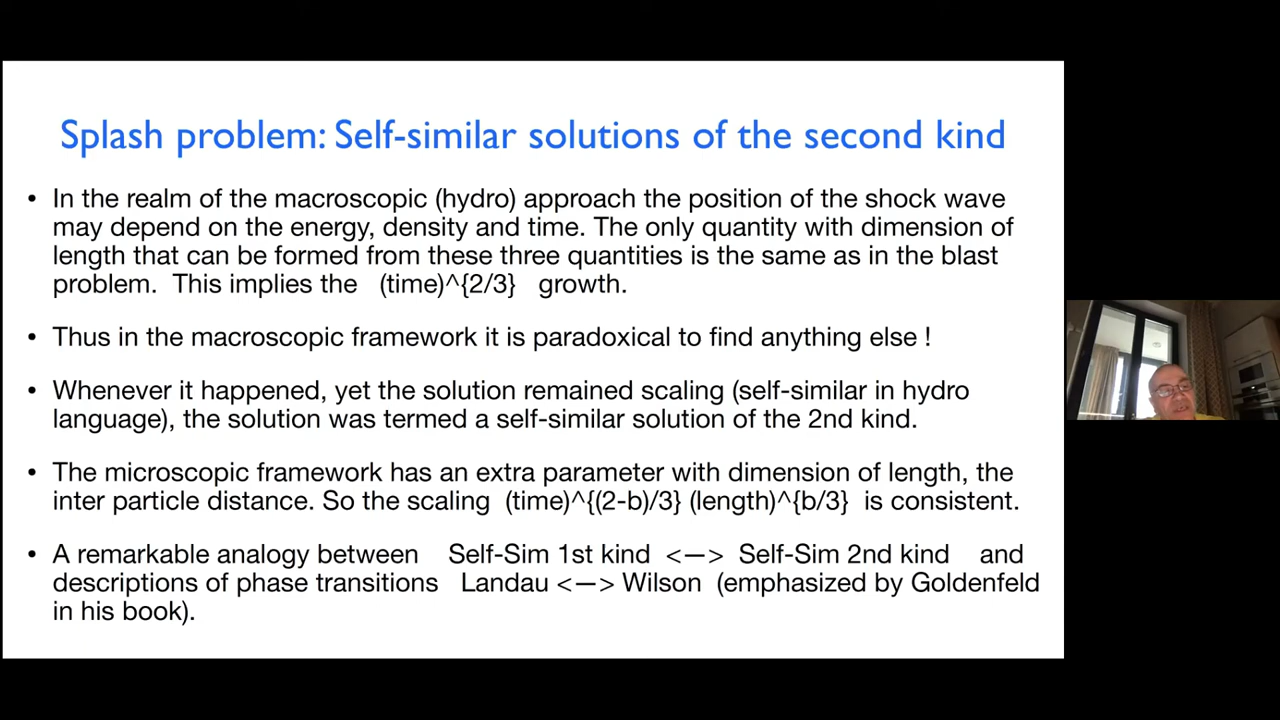 Splash problem: Self-similar solutions of the second kind
• In the realm of the macroscopic (hydro) approach the position of the shock wave
may depend on the energy, density and time. The only quantity with dimension of
length that can be formed from these three quantities is the same as in the blast
problem. This implies the (time)^{2/3} growth.
• Thus in the macroscopic framework it is paradoxical to find anything else !
• Whenever it happened, yet the solution remained scaling (self-similar in hydro
language), the solution was termed a self-similar solution of the 2nd kind.
• The microscopic framework has an extra parameter with dimension of length, the
inter particle distance. So the scaling (time)^{(2-b)/3} (length)^{b/3} is consistent.
• A remarkable analogy between Self-Sim 1st kind <—> Self-Sim 2nd kind and
descriptions of phase transitions Landau <—> Wilson (emphasized by Goldenfeld
in his book).